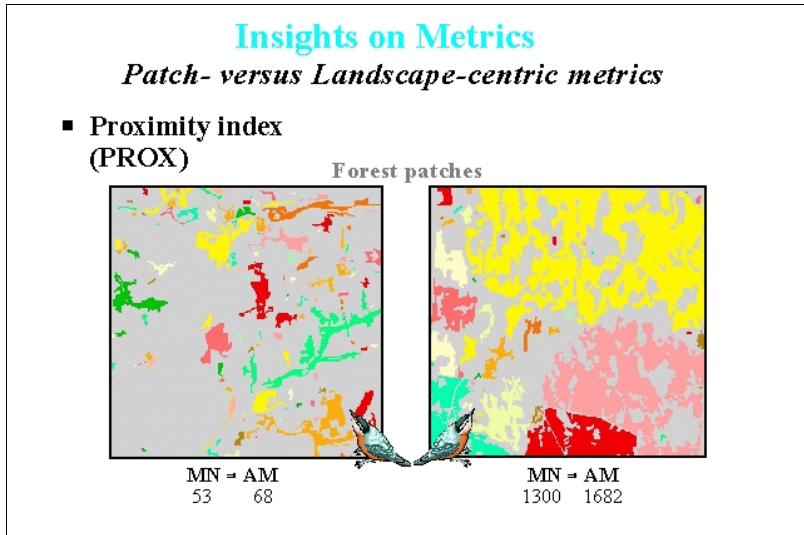 Insights on Metrics
Patch- versus Landscape-centric metrics
■ Proximity index
(PROX)
Forest patches
MN = AM
53 68
MN = AM
1300 1682